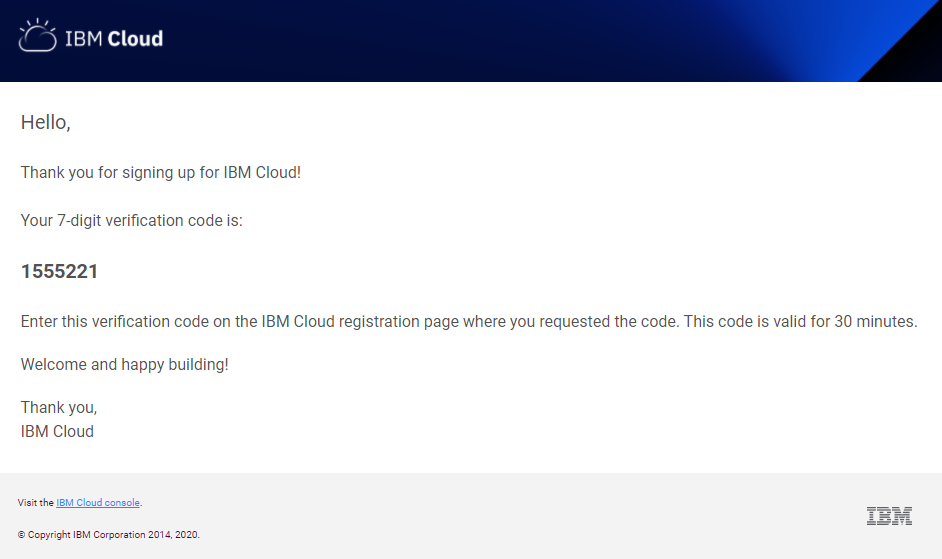 IBM Cloud
Hello,
Thank you for signing up for IBM Cloud!
Your 7-digit verification code is:
1555221
Enter this verification code on the IBM Cloud registration page where you requested the code. This code is valid for 30 minutes.
Welcome and happy building!
Thank you,
IBM Cloud
Visit the IBM Cloud console.
IBM
© Copyright IBM Corporation 2014, 2020.